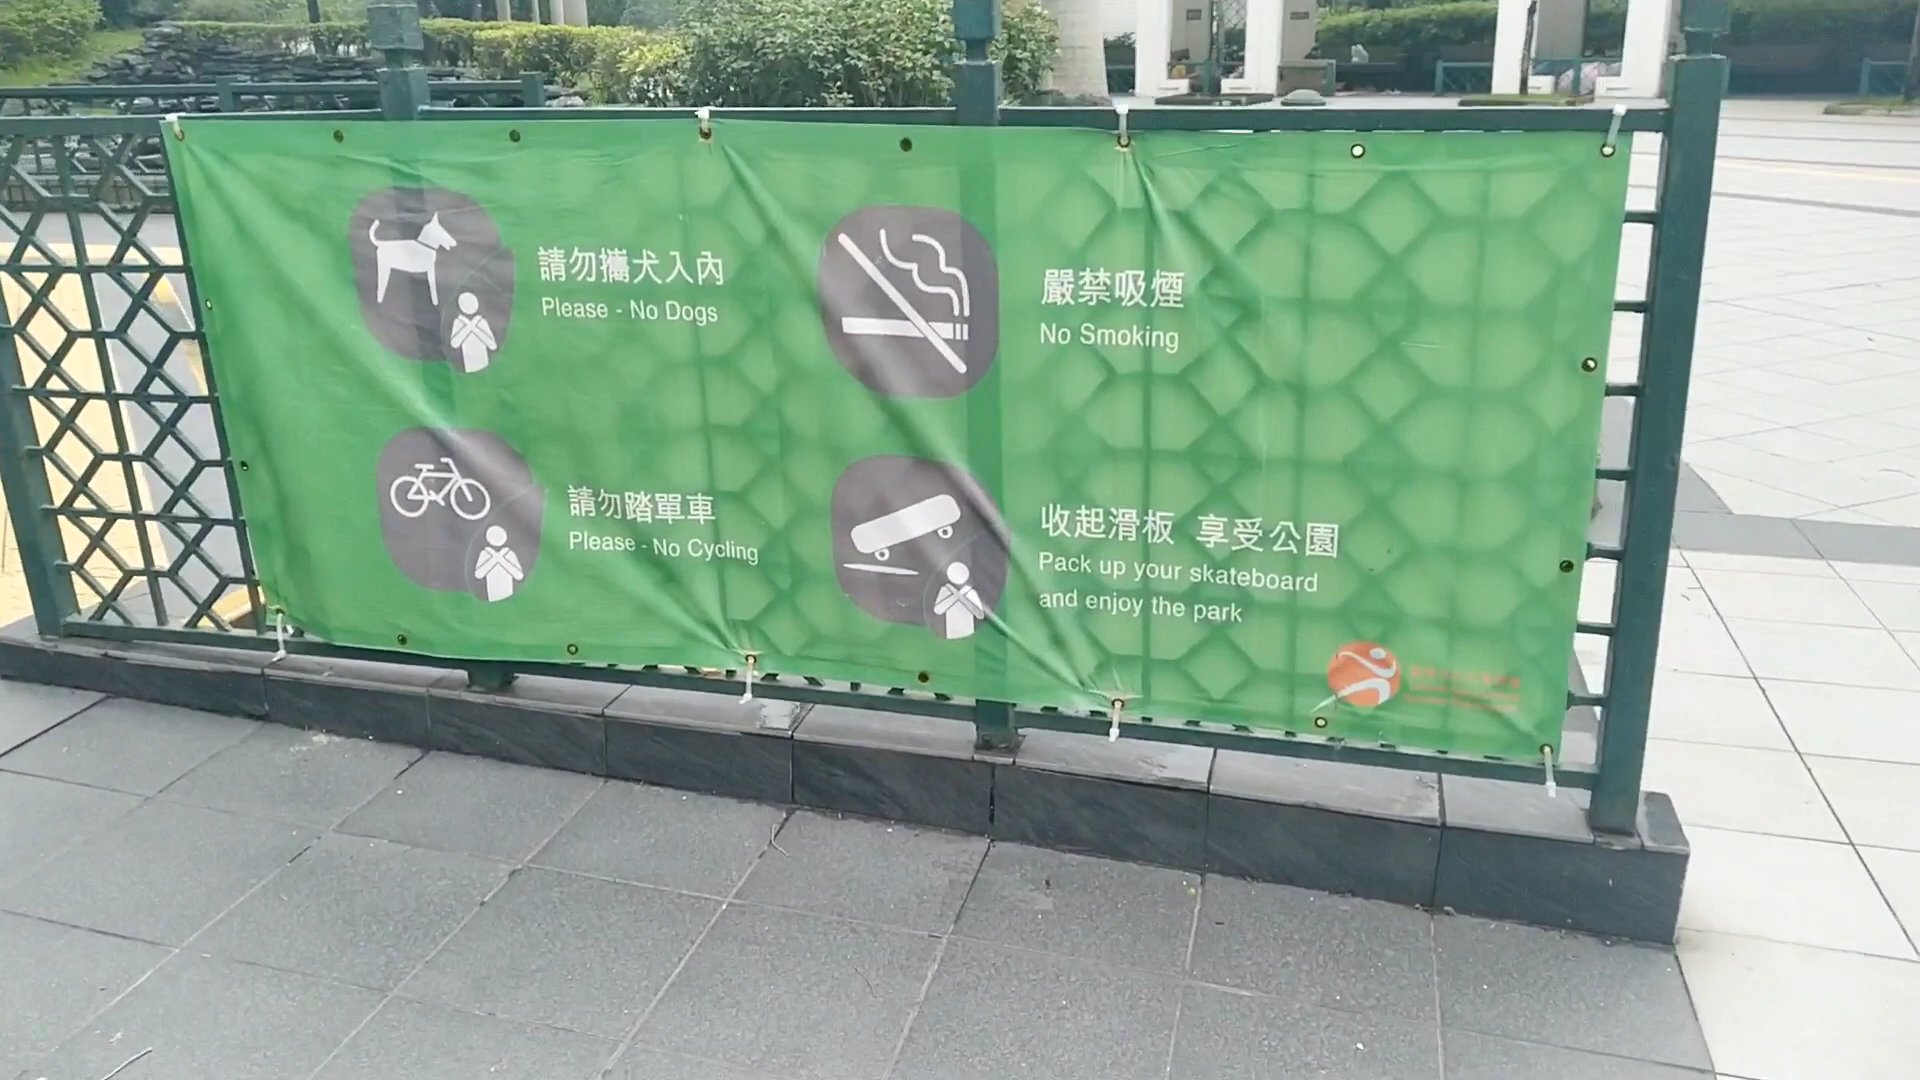 請勿攜犬入內
Please - No Dogs
嚴禁吸煙
No Smoking
請勿踏單車
Please - No Cycling
收起滑板 享受公園
Pack up your skateboard
and enjoy the park